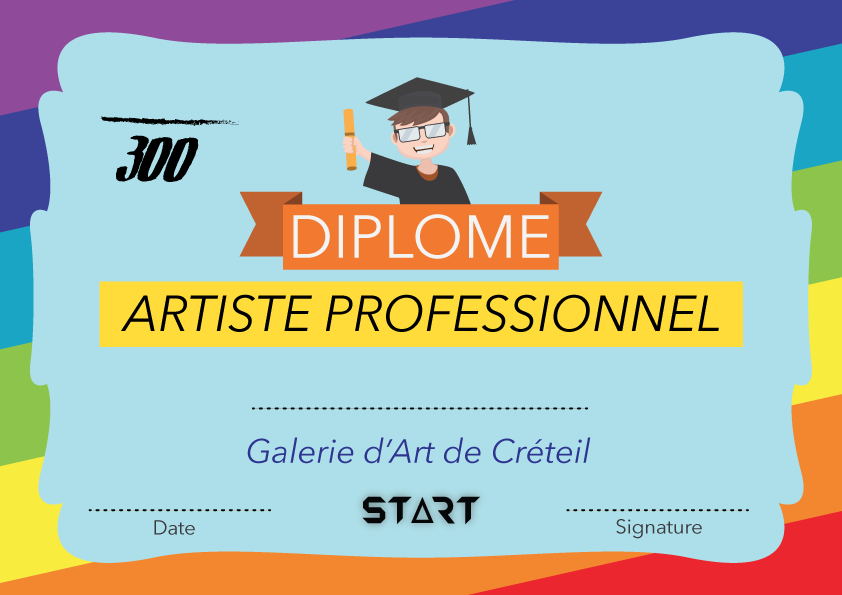 300
DIPLOME
ARTISTE PROFESSIONNEL
Galerie d'Art de Créteil
START
Date
Signature